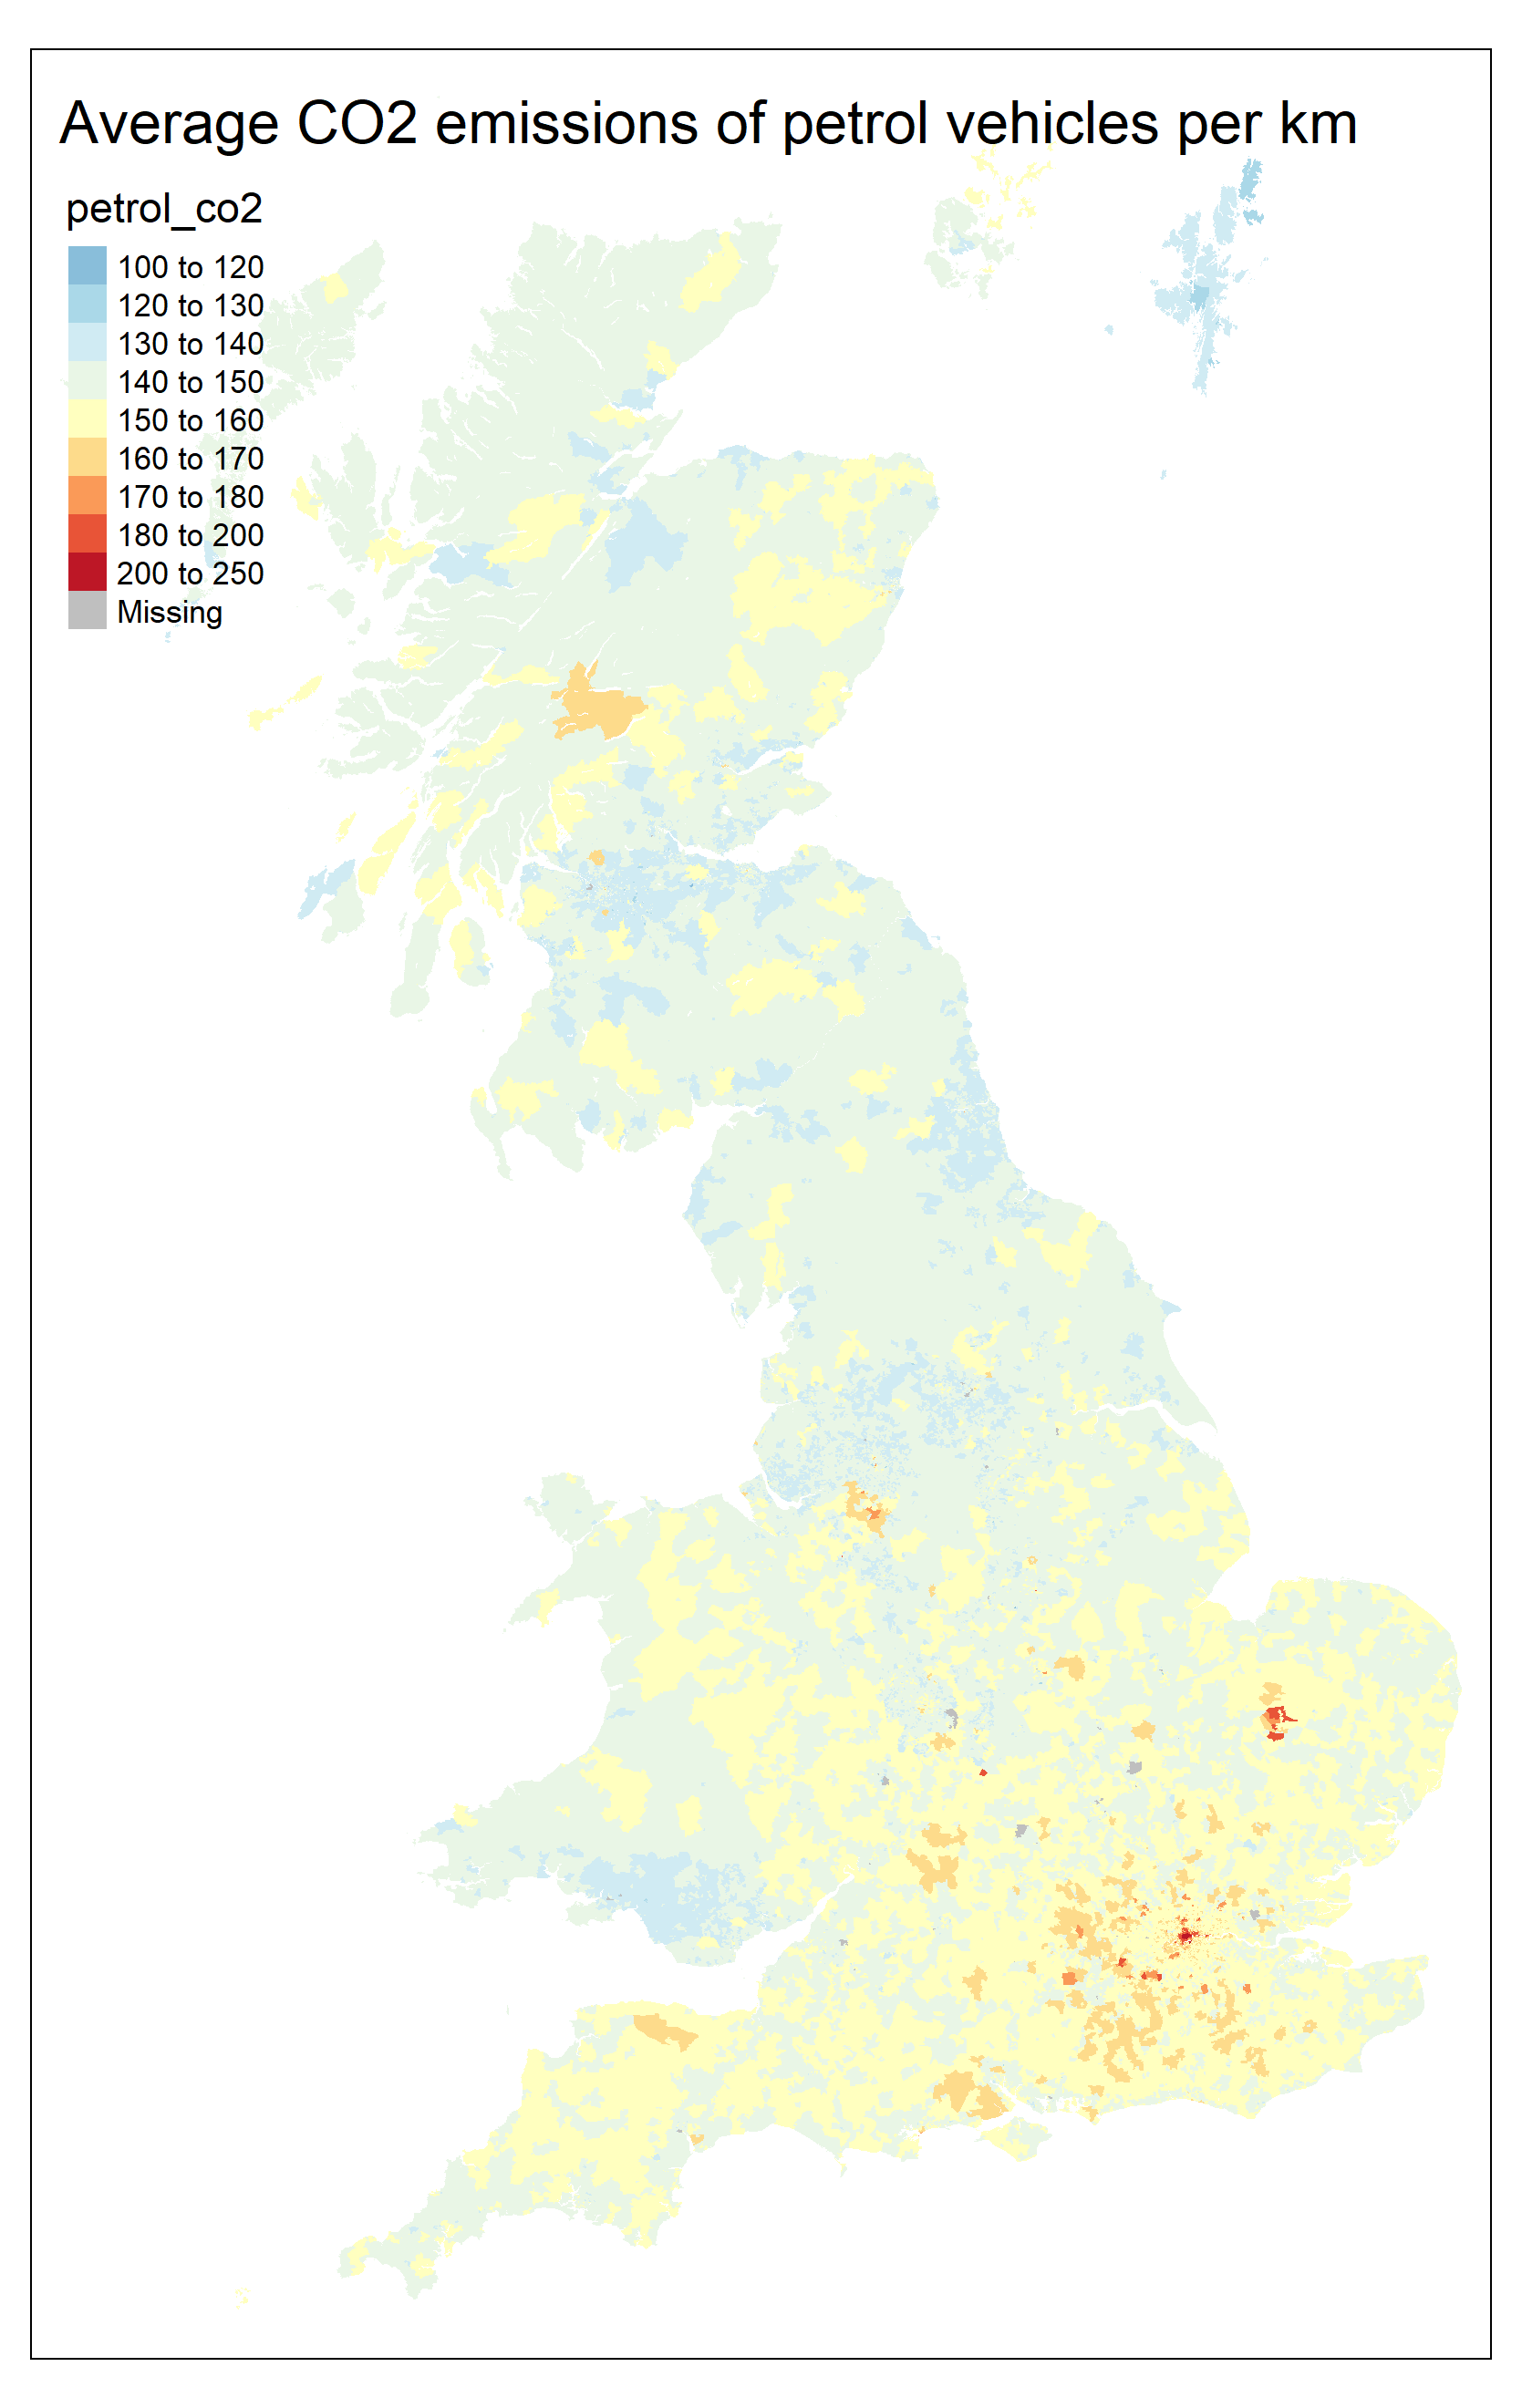 Average CO2 emissions of petrol vehicles per km
petrol_co2
100 to 120
120 to 130
130 to 140
140 to 150
150 to 160
160 to 170
170 to 180
180 to 200
200 to 250
Missing